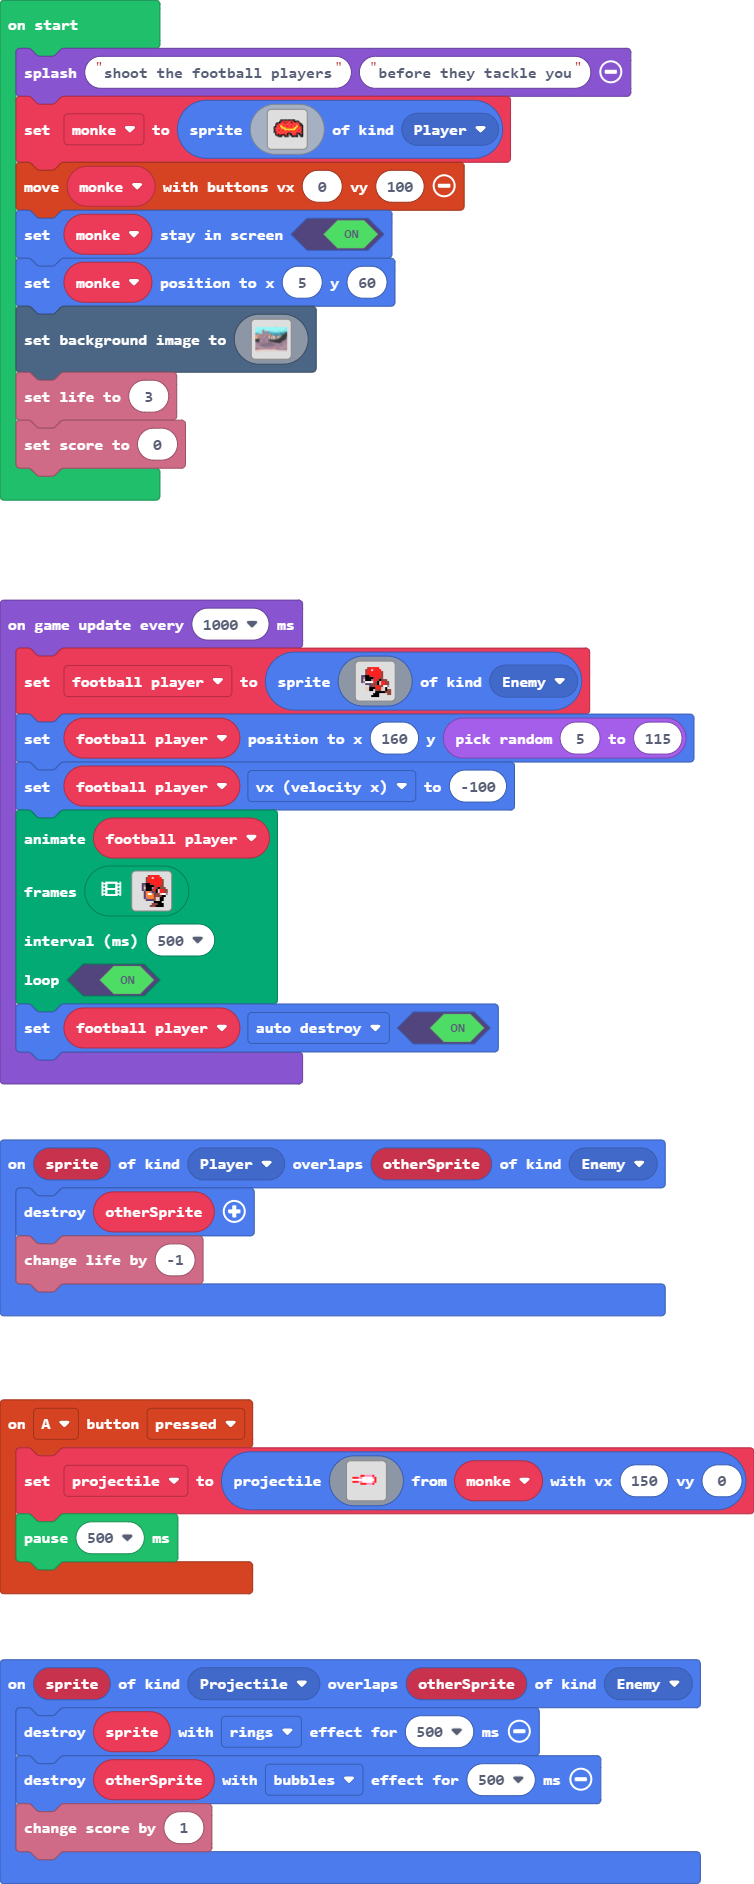 on start
splash "shoot the football players" "before they tackle you"
set monke to sprite of kind Player
move monke with buttons vx 0 vy 100
set monke stay in screen ON
set monke position to x 5 y 60
set background image to
set life to 3
set score to 0
on game update every 1000 ms
set football player to sprite of kind Enemy
set football player position to x 160 y pick random 5 to 115
set football player vx (velocity x) to -100
animate football player
frames
interval (ms) 500
loop ON
set football player auto destroy ON
on sprite of kind Player overlaps otherSprite of kind Enemy
destroy otherSprite
change life by -1
on A button pressed
set projectile to projectile from monke with vx 150 vy 0
pause 500 ms
on sprite of kind Projectile overlaps otherSprite of kind Enemy
destroy sprite with rings effect for 500 ms
destroy otherSprite with bubbles effect for 500 ms
change score by 1